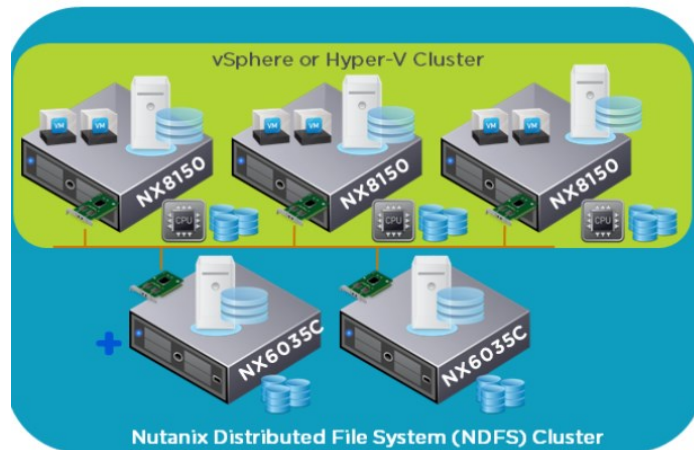 vSphere or Hyper-V Cluster
VM VM
VM VM
VM VM
NX8150
NX8150
NX8150
CPU
CPU
CPU
NX6035C
NX6035C
+
Nutanix Distributed File System (NDFS) Cluster